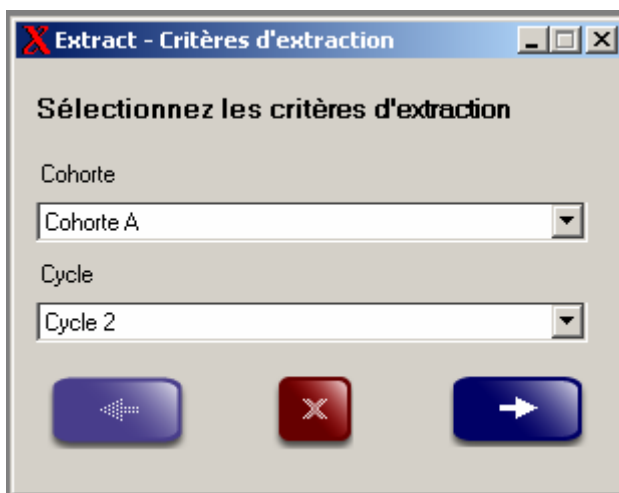 Extract - Critères d'extraction
Sélectionnez les critères d'extraction
Cohorte
Cohorte A
Cycle
Cycle 2